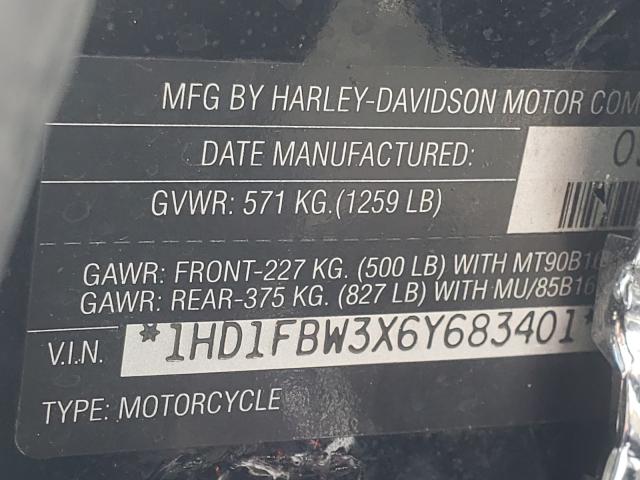 MFG BY HARLEY-DAVIDSON MOTOR COM
DATE MANUFACTURED: 0
GVWR: 571 KG.(1259 LB)
GAWR: FRONT-227 KG. (500 LB) WITH MT90B16
GAWR: REAR-375 KG. (827 LB) WITH MU/85B16
V.I.N. *1HD1FBW3X6Y683401*
TYPE: MOTORCYCLE